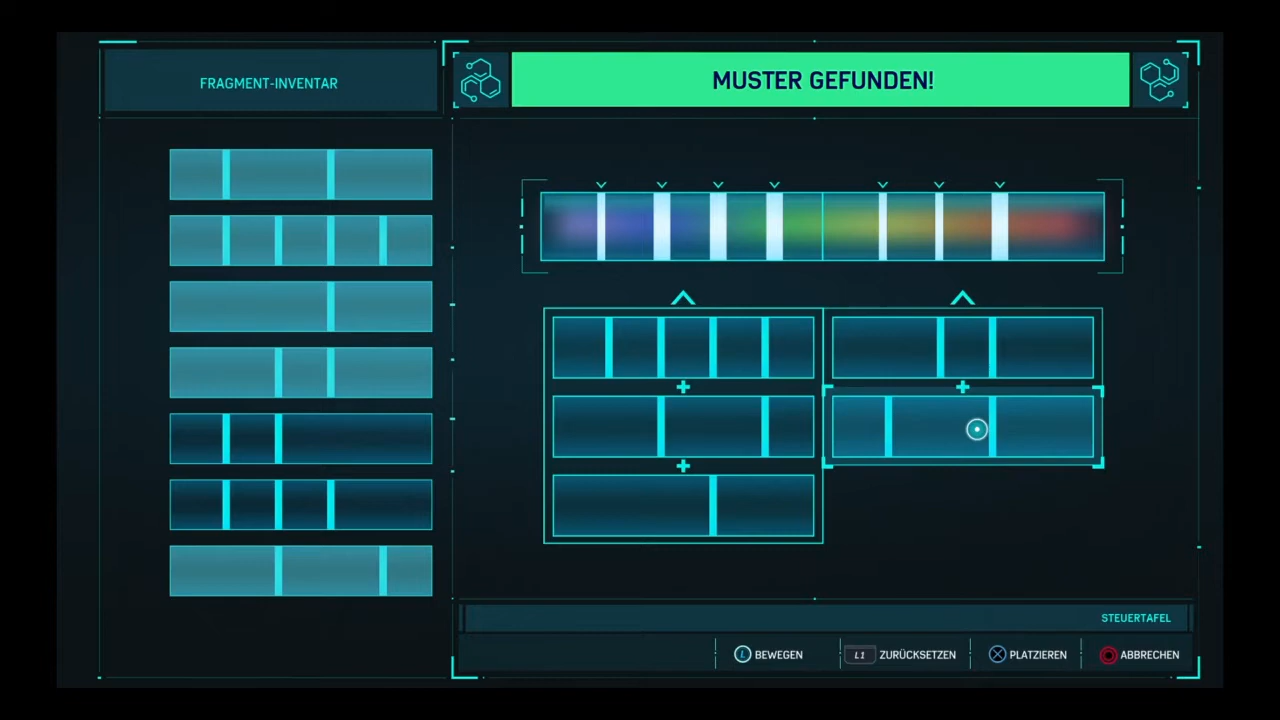 FRAGMENT-INVENTAR
MUSTER GEFUNDEN!
STEUERTAFEL
L BEWEGEN
L1 ZURÜCKSETZEN
PLATZIEREN
ABBRECHEN